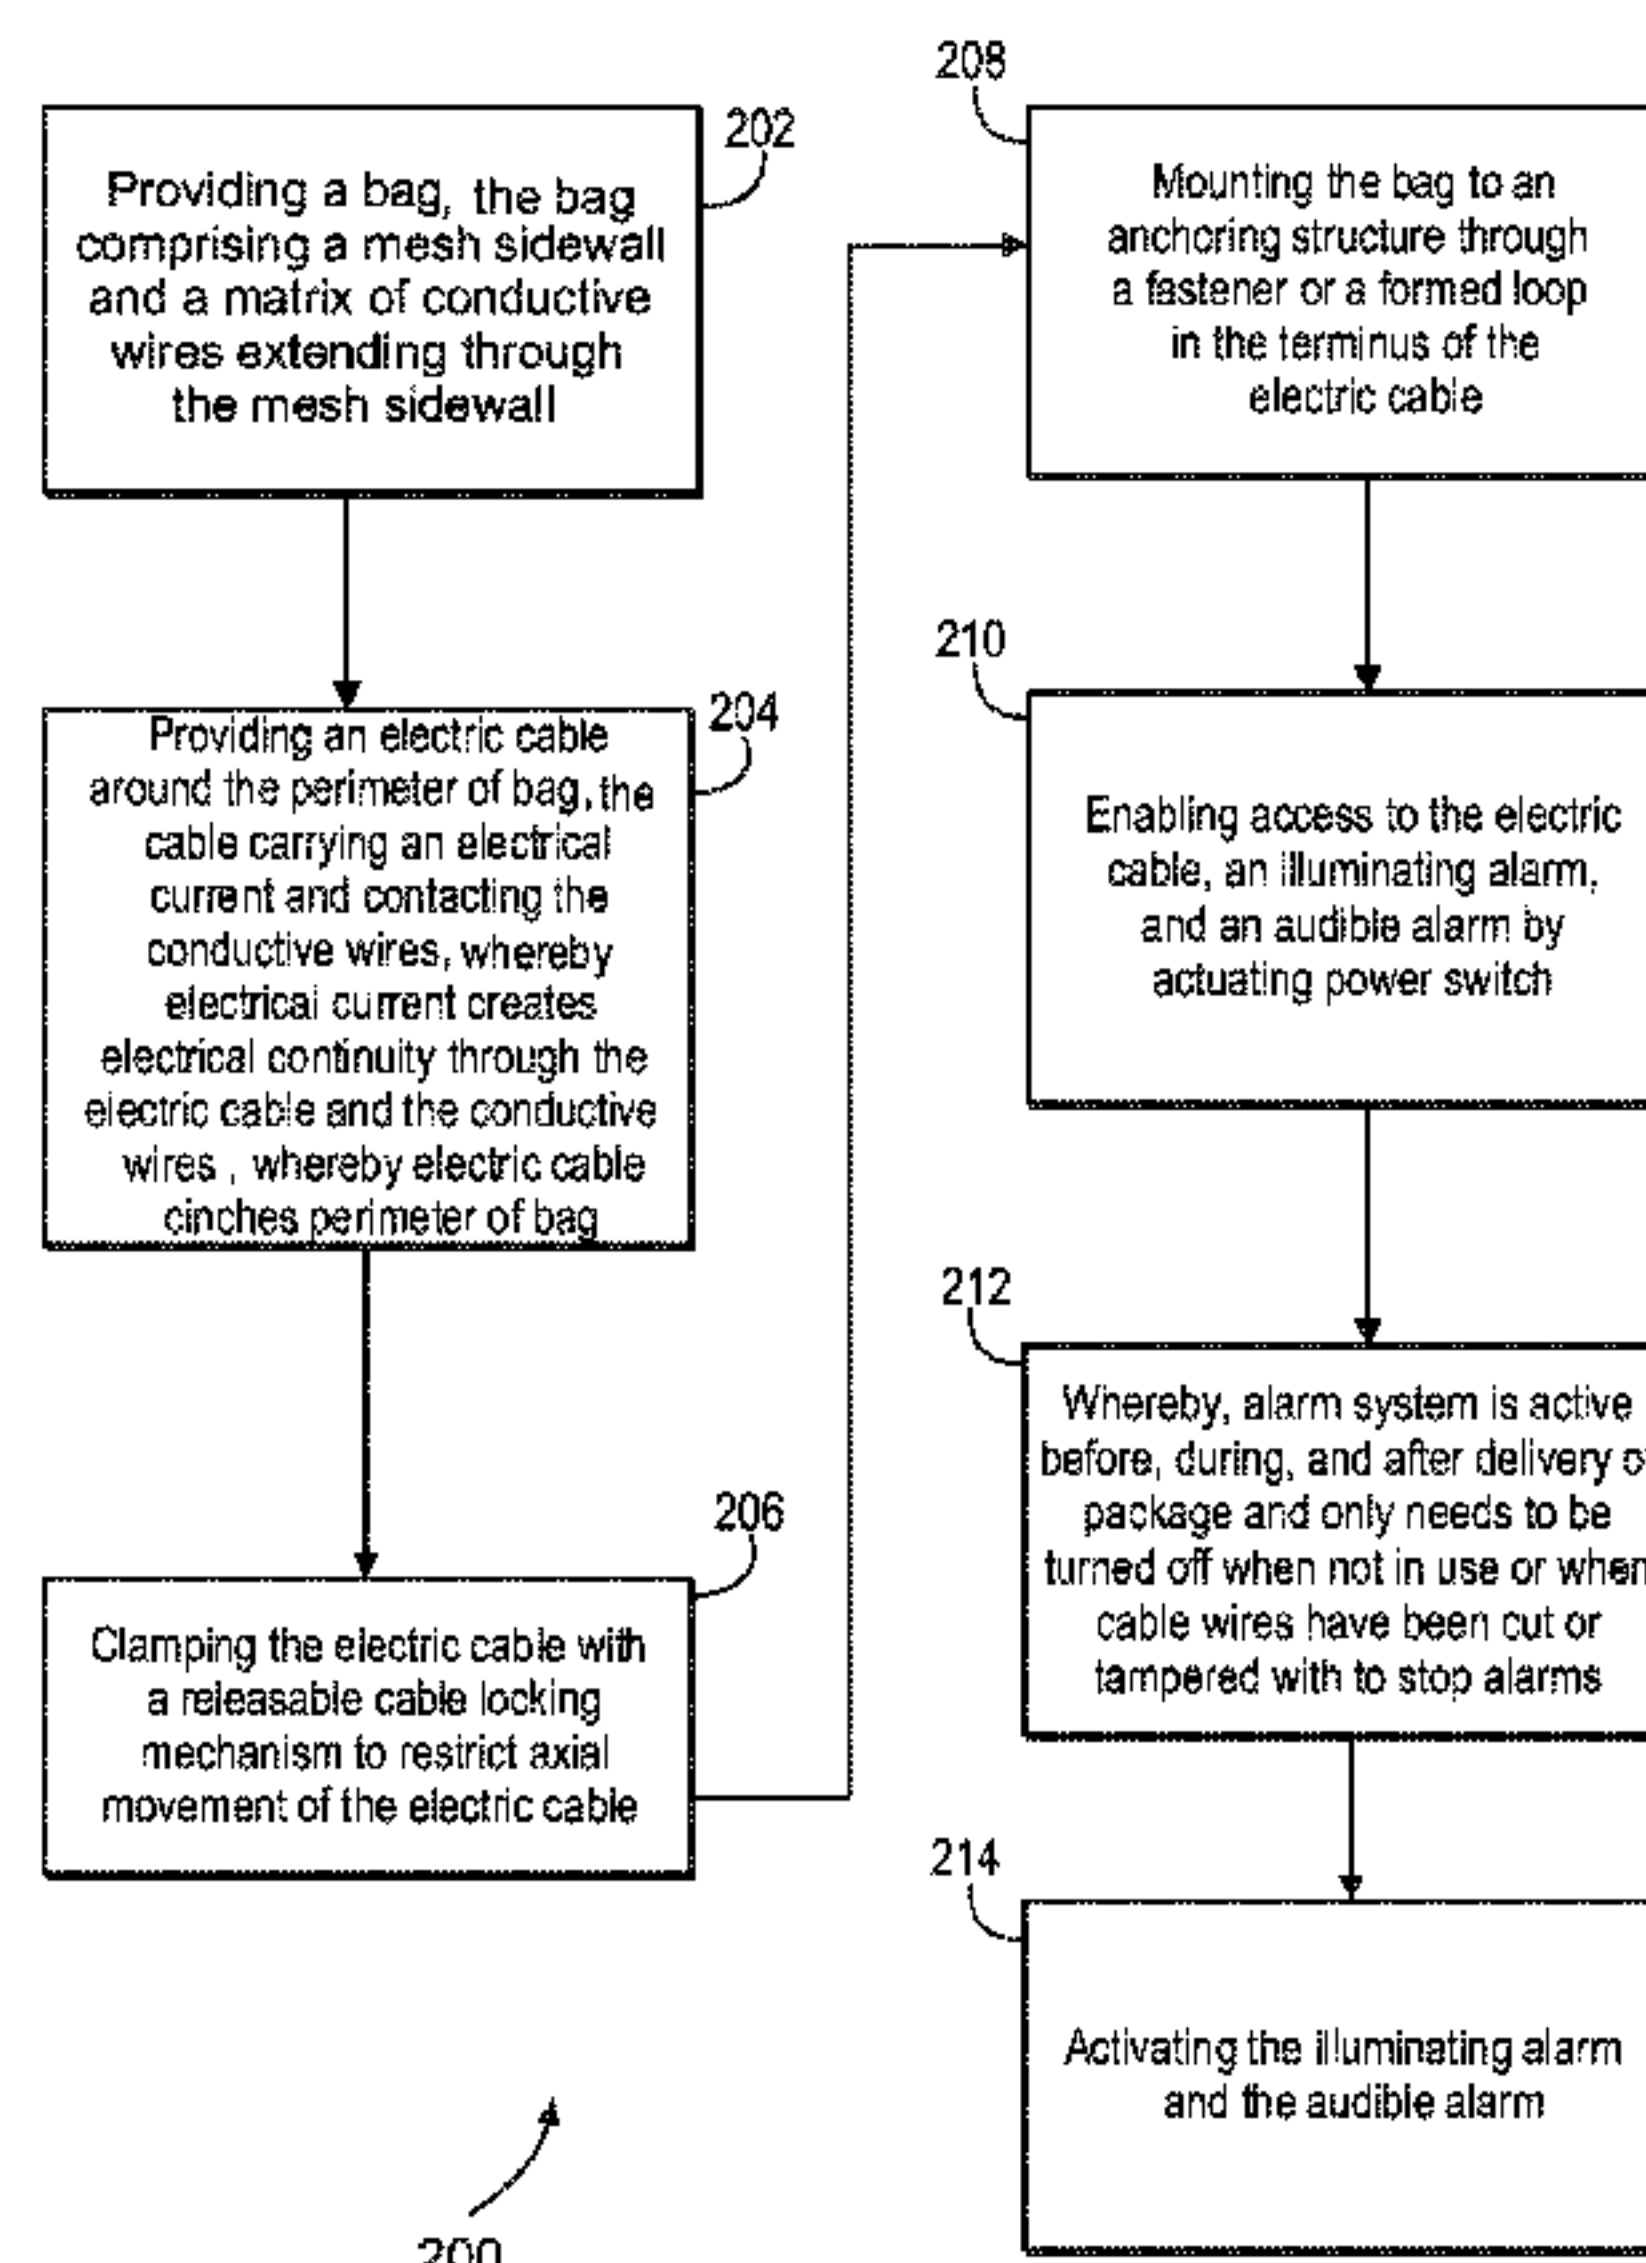 202
Providing a bag, the bag
comprising a mesh sidewall
and a matrix of conductive
wires extending through
the mesh sidewall
204
Providing an electric cable
around the perimeter of bag, the
cable carrying an electrical
current and contacting the
conductive wires, whereby
electrical current creates
electrical continuity through the
electric cable and the conductive
wires , whereby electric cable
cinches perimeter of bag
206
Clamping the electric cable with
a releasable cable locking
mechanism to restrict axial
movement of the electric cable
208
Mounting the bag to an
anchoring structure through
a fastener or a formed loop
in the terminus of the
electric cable
210
Enabling access to the electric
cable, an illuminating alarm,
and an audible alarm by
actuating power switch
212
Whereby, alarm system is active
before, during, and after delivery of
package and only needs to be
turned off when not in use or when
cable wires have been cut or
tampered with to stop alarms
214
Activating the illuminating alarm
and the audible alarm
200